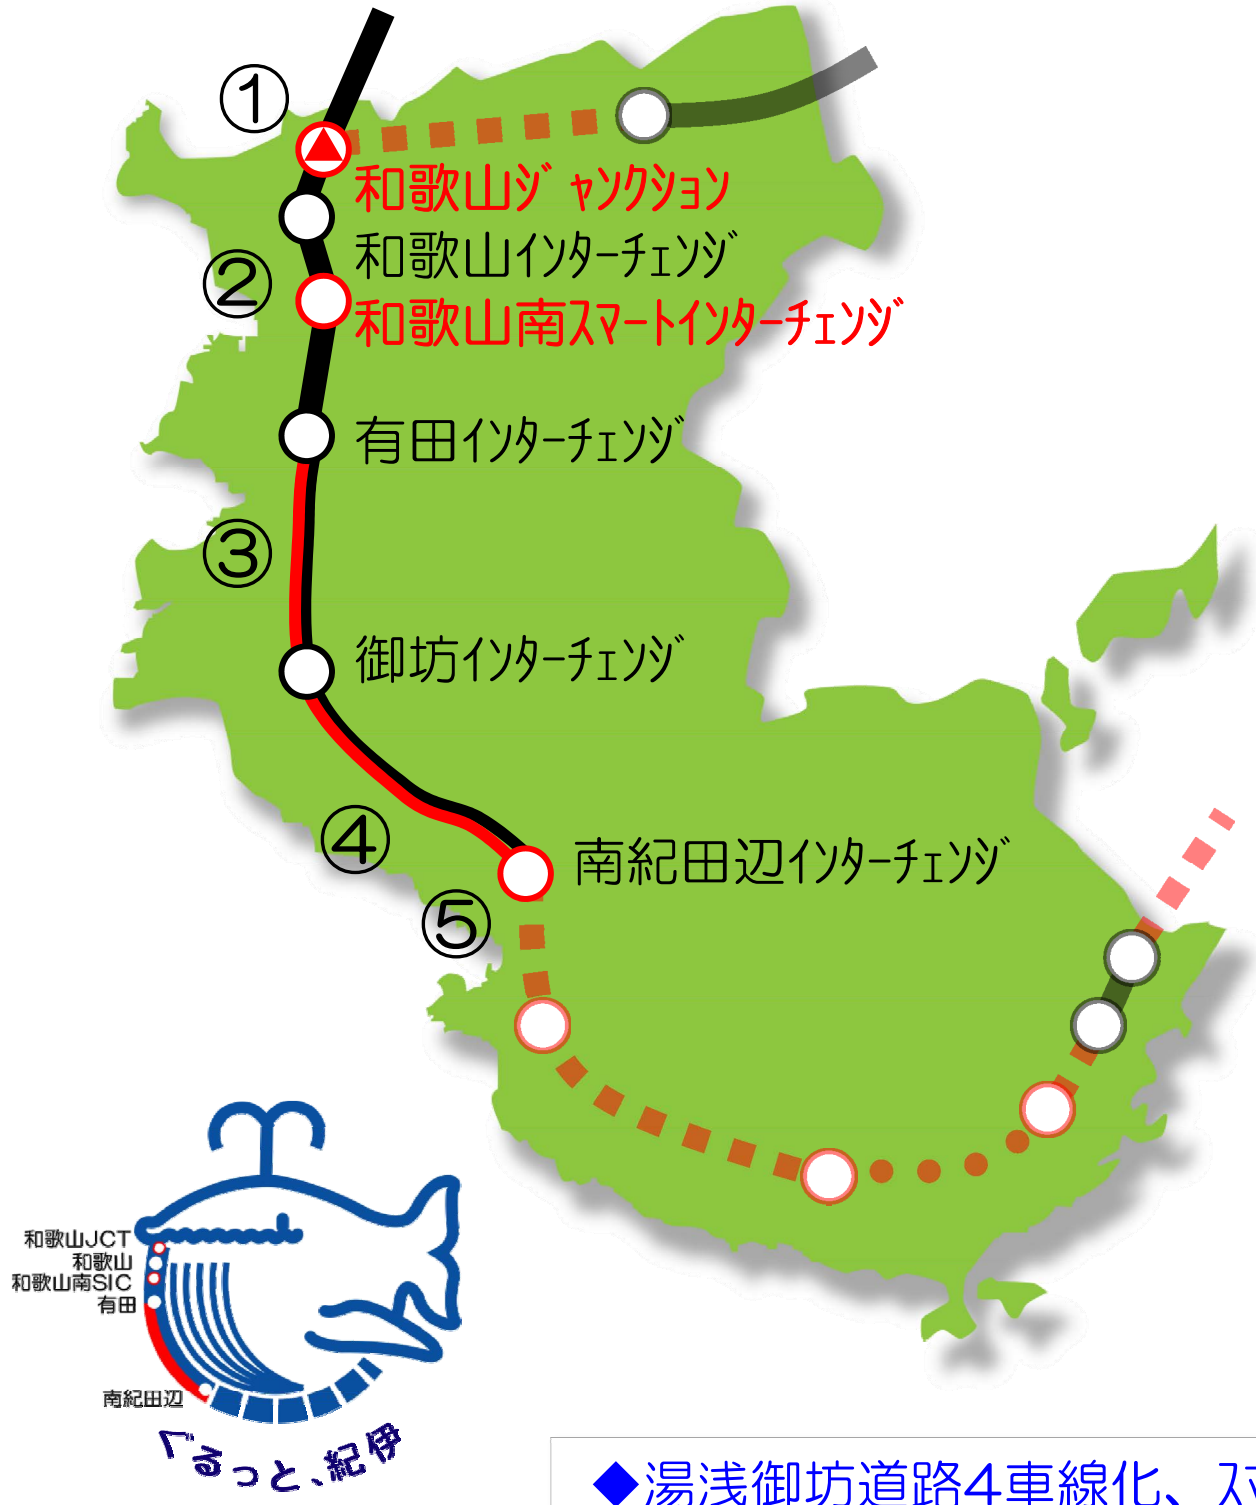 ①
和歌山ジャンクション
和歌山インターチェンジ
②
和歌山南スマートインターチェンジ
有田インターチェンジ
③
御坊インターチェンジ
④
南紀田辺インターチェンジ
⑤
和歌山JCT
和歌山
和歌山南SIC
有田
南紀田辺
ぐるっと、紀伊
◆湯浅御坊道路4車線化、ス